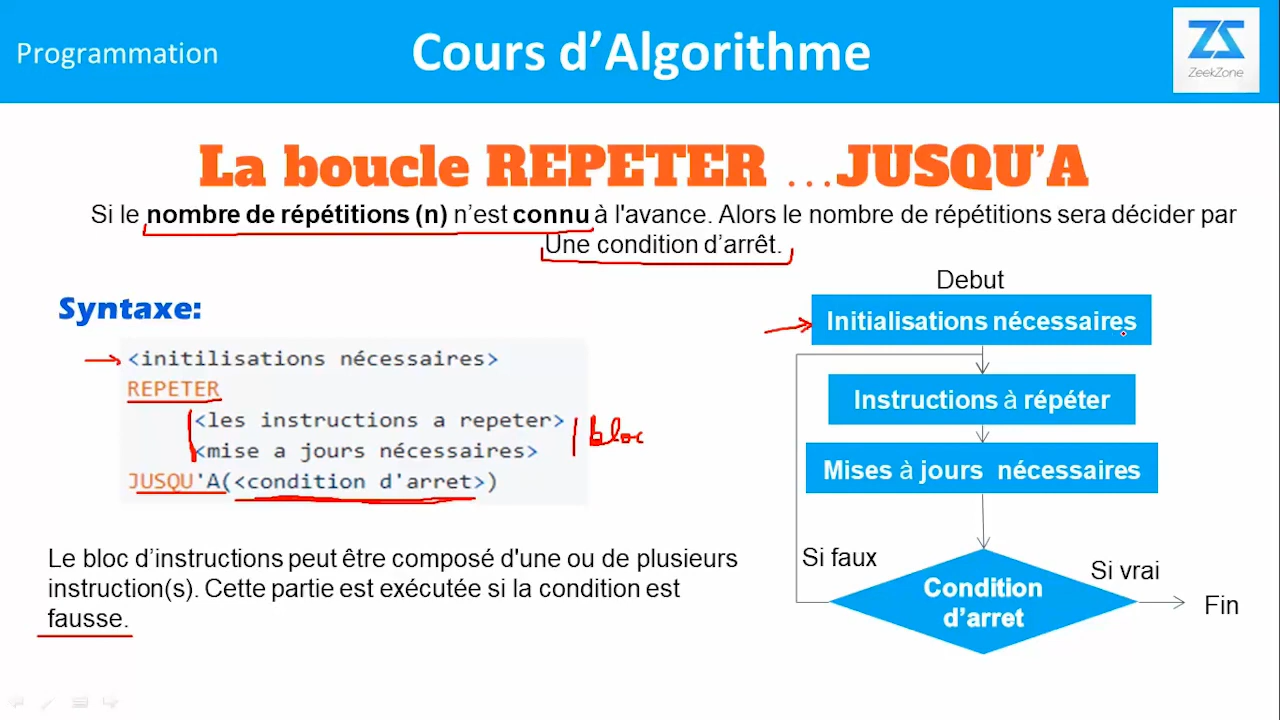 Programmation
Cours d’Algorithme
ZS
ZeekZone
La boucle REPETER ...JUSQU’A
Si le nombre de répétitions (n) n’est connu à l'avance. Alors le nombre de répétitions sera décider par
Une condition d’arrêt.
Syntaxe:
<initilisations nécessaires>
REPETER
<les instructions a repeter>
<mise a jours nécessaires>
bloc
JUSQU'A(<condition d'arret>)
Le bloc d’instructions peut être composé d'une ou de plusieurs
instruction(s). Cette partie est exécutée si la condition est
fausse.
Debut
Initialisations nécessaires
Instructions à répéter
Mises à jours nécessaires
Si faux
Condition
d’arret
Si vrai
Fin